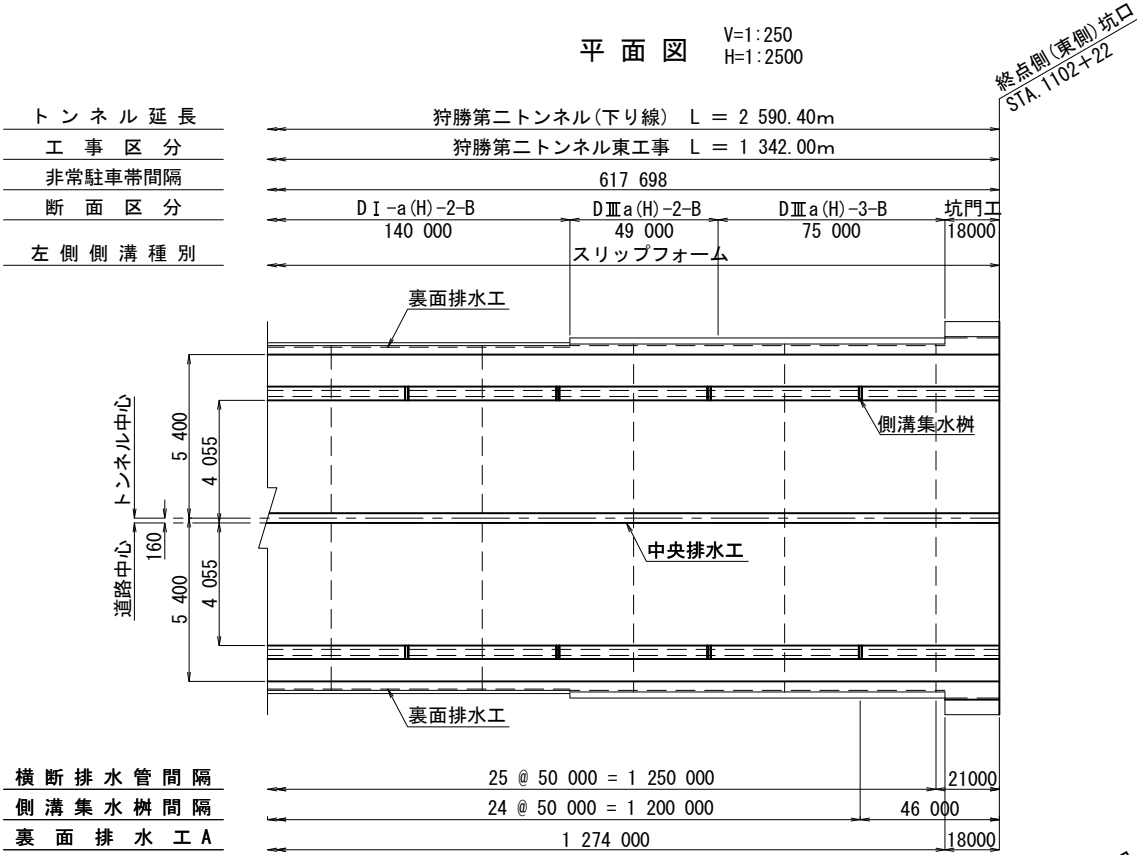 平面図 V=1:250
H=1:2500
終点側(東側)坑口
STA.1102+22
トンネル延長 狩勝第二トンネル(下り線) L = 2 590.40m
工事区分 狩勝第二トンネル東工事 L = 1 342.00m
非常駐車帯間隔 617 698
断面区分 DⅠ-a(H)-2-B DⅢa(H)-2-B DⅢa(H)-3-B 坑門工
140 000 49 000 75 000 18000
左側側溝種別 スリップフォーム
裏面排水工
側溝集水桝
トンネル中心
5 400
4 055
160
道路中心
5 400
4 055
中央排水工
裏面排水工
横断排水管間隔 25 @ 50 000 = 1 250 000 21000
側溝集水桝間隔 24 @ 50 000 = 1 200 000 46 000
裏面排水工A 1 274 000 18000